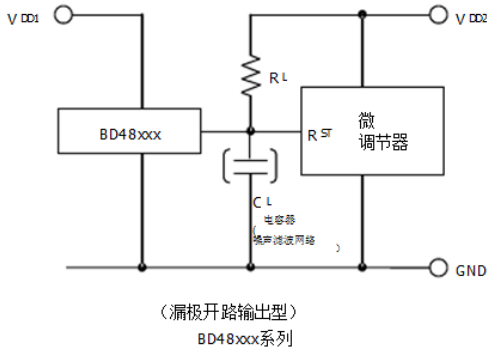 VDD1
VDD2
RL
BD48xxx
RST
微
调节器
CL
电容器
(
噪声滤波网络
)
GND
（漏极开路输出型）
BD48xxx系列